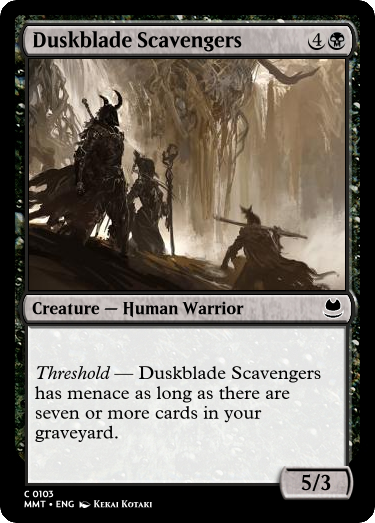 Duskblade Scavengers 4
Creature — Human Warrior
Threshold — Duskblade Scavengers
has menace as long as there are
seven or more cards in your
graveyard.
5/3
C 0103
MMT • ENG Kekai Kotaki